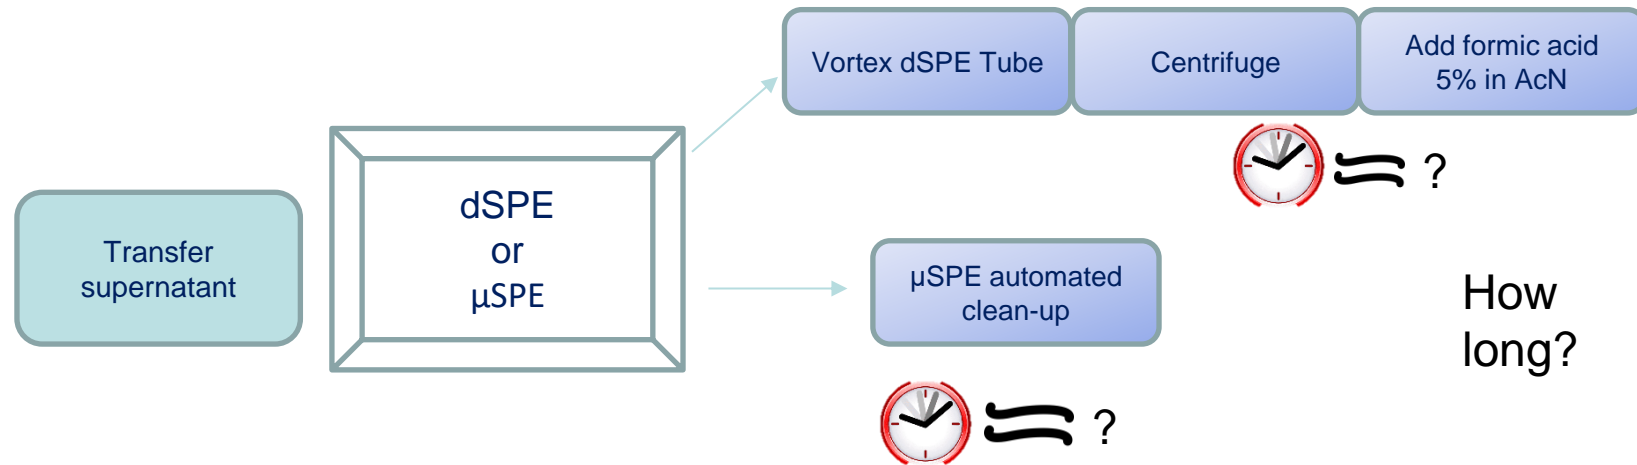 Transfer
supernatant
dSPE
or
µSPE
Vortex dSPE Tube
Centrifuge
Add formic acid
5% in AcN
?
µSPE automated
clean-up
?
How
long?